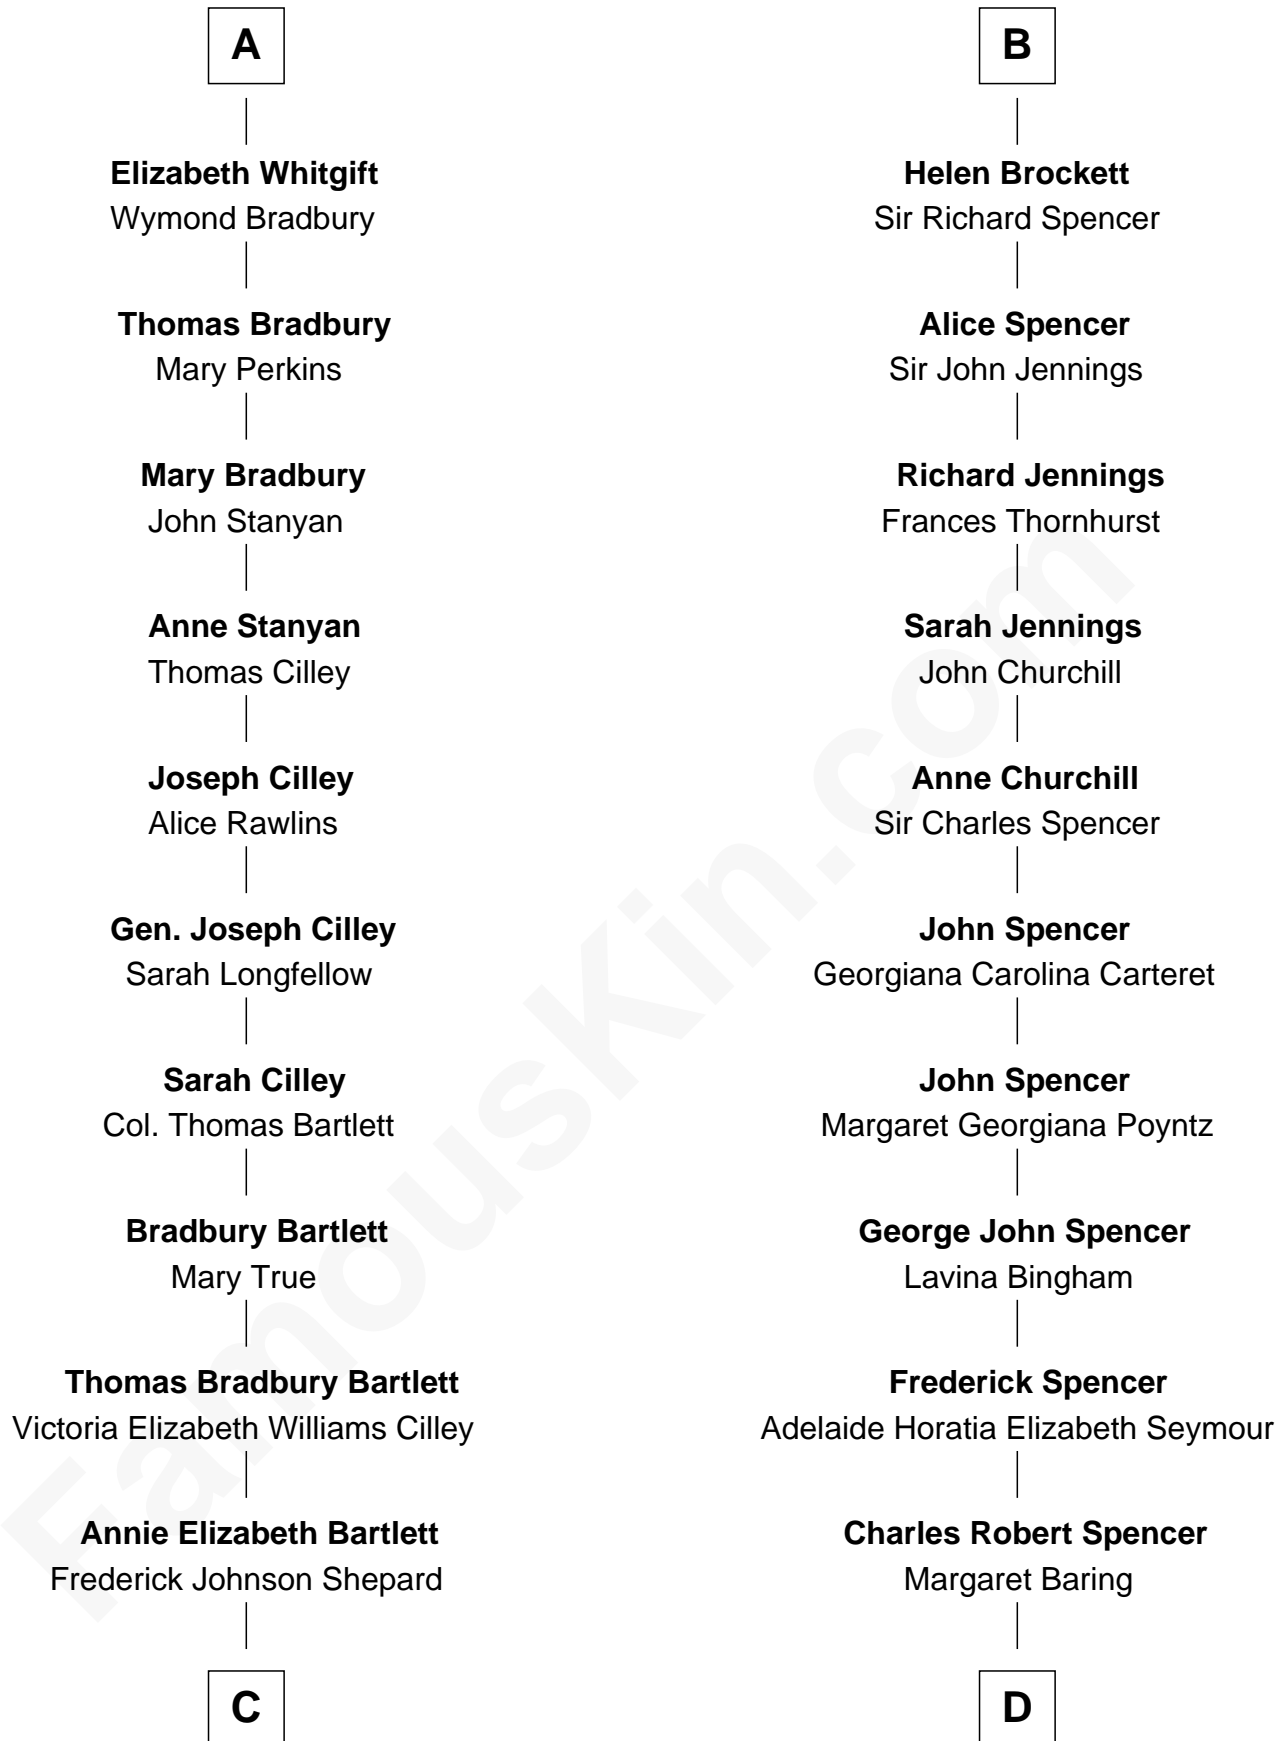 A
Elizabeth Whitgift
Wymond Bradbury
Thomas Bradbury
Mary Perkins
Mary Bradbury
John Stanyan
Anne Stanyan
Thomas Cilley
Joseph Cilley
Alice Rawlins
Gen. Joseph Cilley
Sarah Longfellow
Sarah Cilley
Col. Thomas Bartlett
Bradbury Bartlett
Mary True
Thomas Bradbury Bartlett
Victoria Elizabeth Williams Cilley
Annie Elizabeth Bartlett
Frederick Johnson Shepard
C
B
Helen Brockett
Sir Richard Spencer
Alice Spencer
Sir John Jennings
Richard Jennings
Frances Thornhurst
Sarah Jennings
John Churchill
Anne Churchill
Sir Charles Spencer
John Spencer
Georgiana Carolina Carteret
John Spencer
Margaret Georgiana Poyntz
George John Spencer
Lavina Bingham
Frederick Spencer
Adelaide Horatia Elizabeth Seymour
Charles Robert Spencer
Margaret Baring
D
FamousKin.com